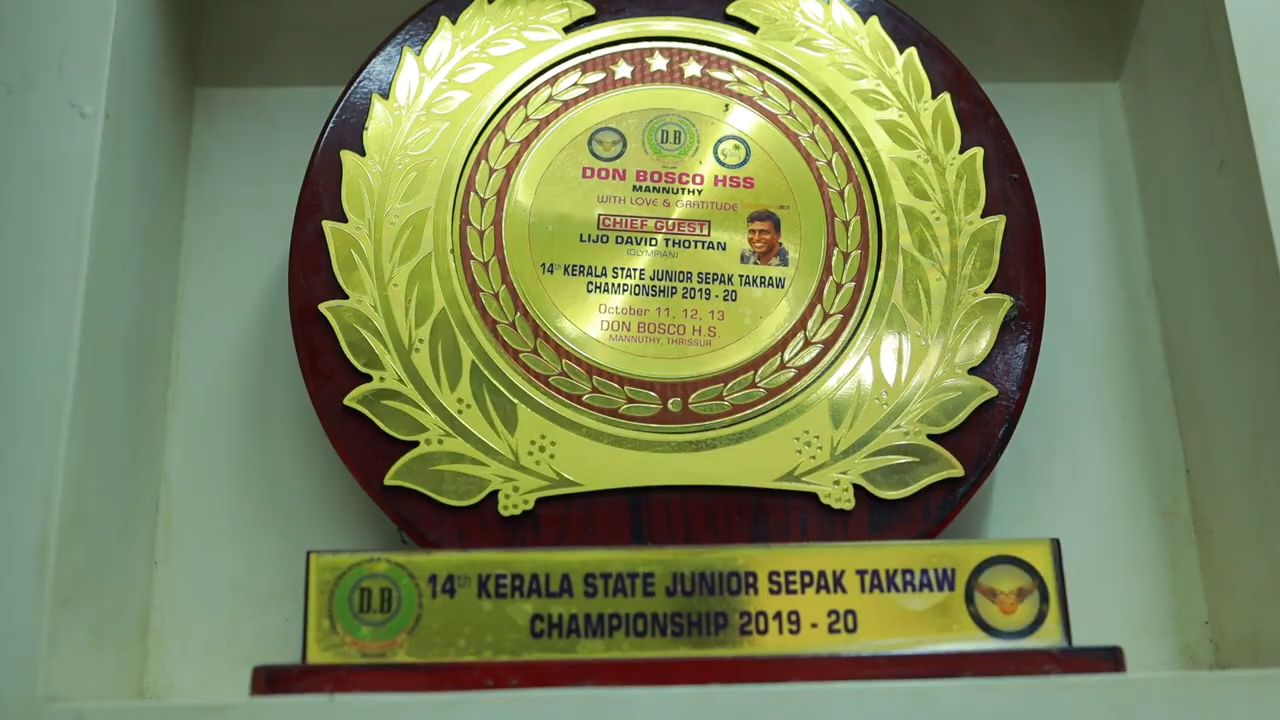 D.B
DON BOSCO HSS
MANNUTHY
WITH LOVE & GRATITUDE
CHIEF GUEST
LIJO DAVID THOTTAN
(OLYMPIAN)
14th KERALA STATE JUNIOR SEPAK TAKRAW
CHAMPIONSHIP 2019 - 20
October 11, 12, 13
DON BOSCO H.S.
MANNUTHY, THRISSUR
D.B
14th KERALA STATE JUNIOR SEPAK TAKRAW
CHAMPIONSHIP 2019 - 20